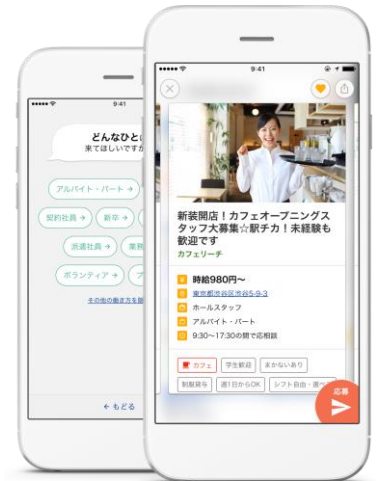 9:41
どんなひと
来てほしいですか
アルバイト・パート →
契約社員 →
新卒 →
派遣社員 →
業務
ボランティア →
その他の働き方を
← もどる
9:41
新装開店！カフェオープニングス
タッフ大募集☆駅チカ！未経験も
歓迎です
カフェリーチ
時給980円〜
東京都渋谷区渋谷5-9-3
ホールスタッフ
アルバイト・パート
9:30〜17:30の間で応相談
カフェ
学生歓迎
まかないあり
制服貸与
週1日からOK
シフト自由・選べ
応募